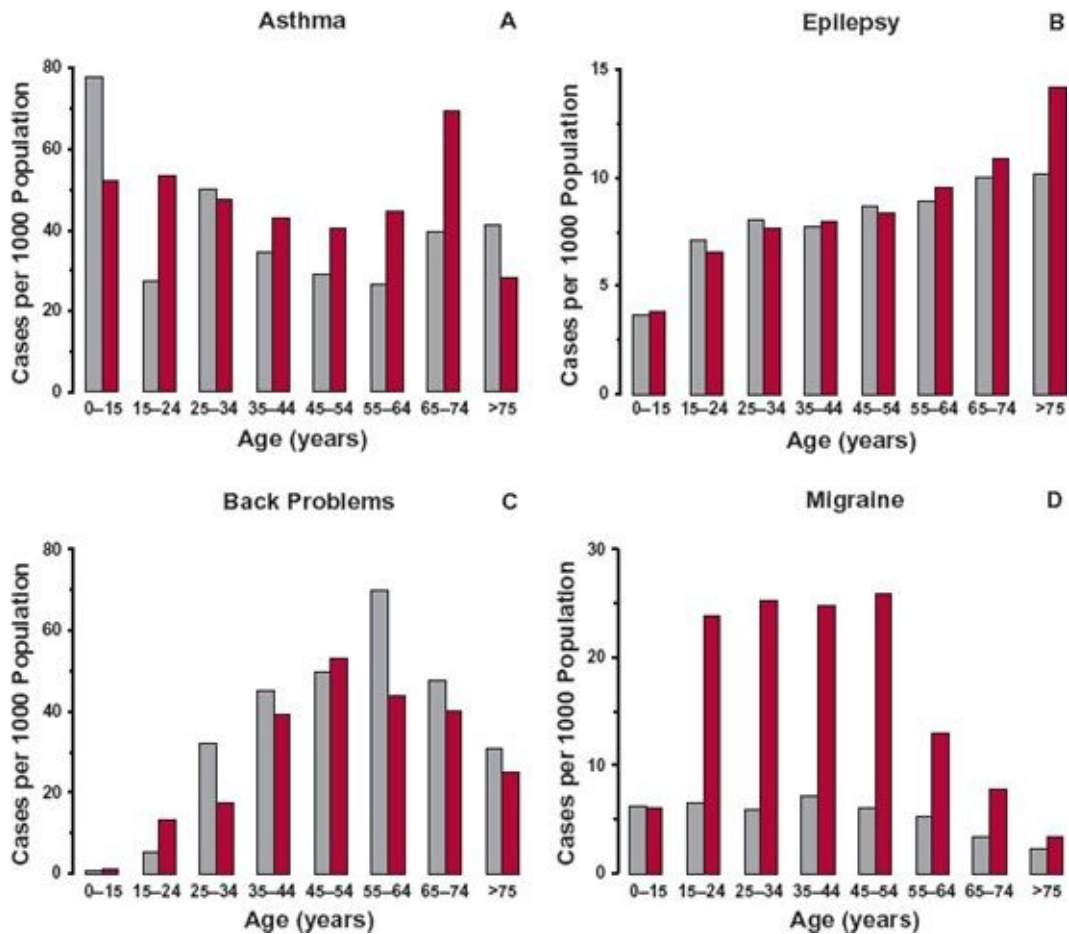 Asthma
A
Cases per 1000 Population
80
60
40
20
0
0–15 15–24 25–34 35–44 45–54 55–64 65–74 >75
Age (years)
Epilepsy
B
Cases per 1000 Population
15
10
5
0
0–15 15–24 25–34 35–44 45–54 55–64 65–74 >75
Age (years)
Back Problems
C
Cases per 1000 Population
80
60
40
20
0
0–15 15–24 25–34 35–44 45–54 55–64 65–74 >75
Age (years)
Migraine
D
Cases per 1000 Population
30
20
10
0
0–15 15–24 25–34 35–44 45–54 55–64 65–74 >75
Age (years)